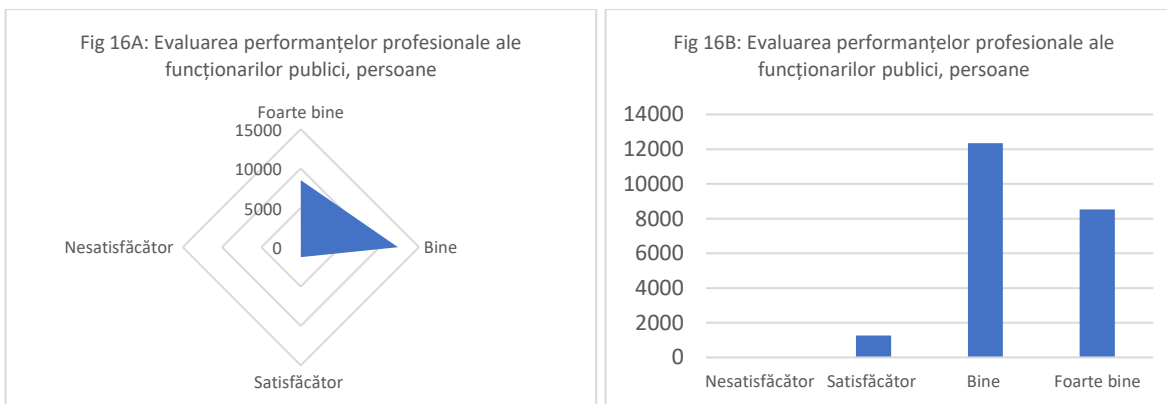 Fig 16A: Evaluarea performanțelor profesionale ale
funcționarilor publici, persoane
Foarte bine
15000
10000
5000
0
Nesatisfăcător
Bine
Satisfăcător
Fig 16B: Evaluarea performanțelor profesionale ale
funcționarilor publici, persoane
14000
12000
10000
8000
6000
4000
2000
0
Nesatisfăcător Satisfăcător Bine Foarte bine